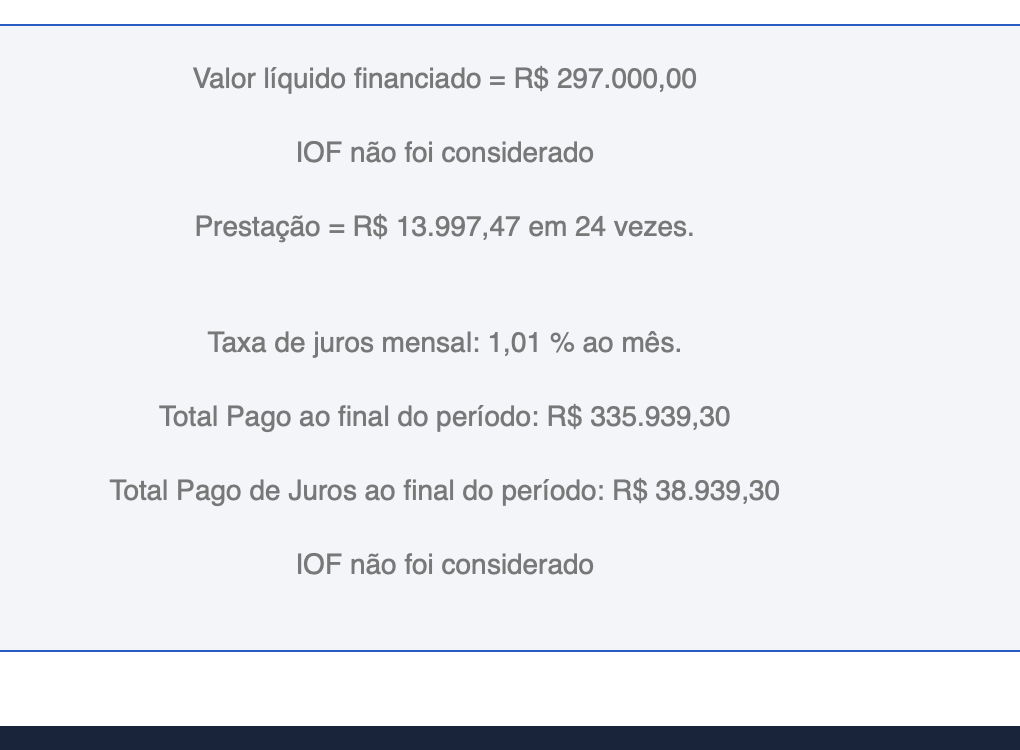 Valor líquido financiado = R$ 297.000,00
IOF não foi considerado
Prestação = R$ 13.997,47 em 24 vezes.
Taxa de juros mensal: 1,01 % ao mês.
Total Pago ao final do período: R$ 335.939,30
Total Pago de Juros ao final do período: R$ 38.939,30
IOF não foi considerado